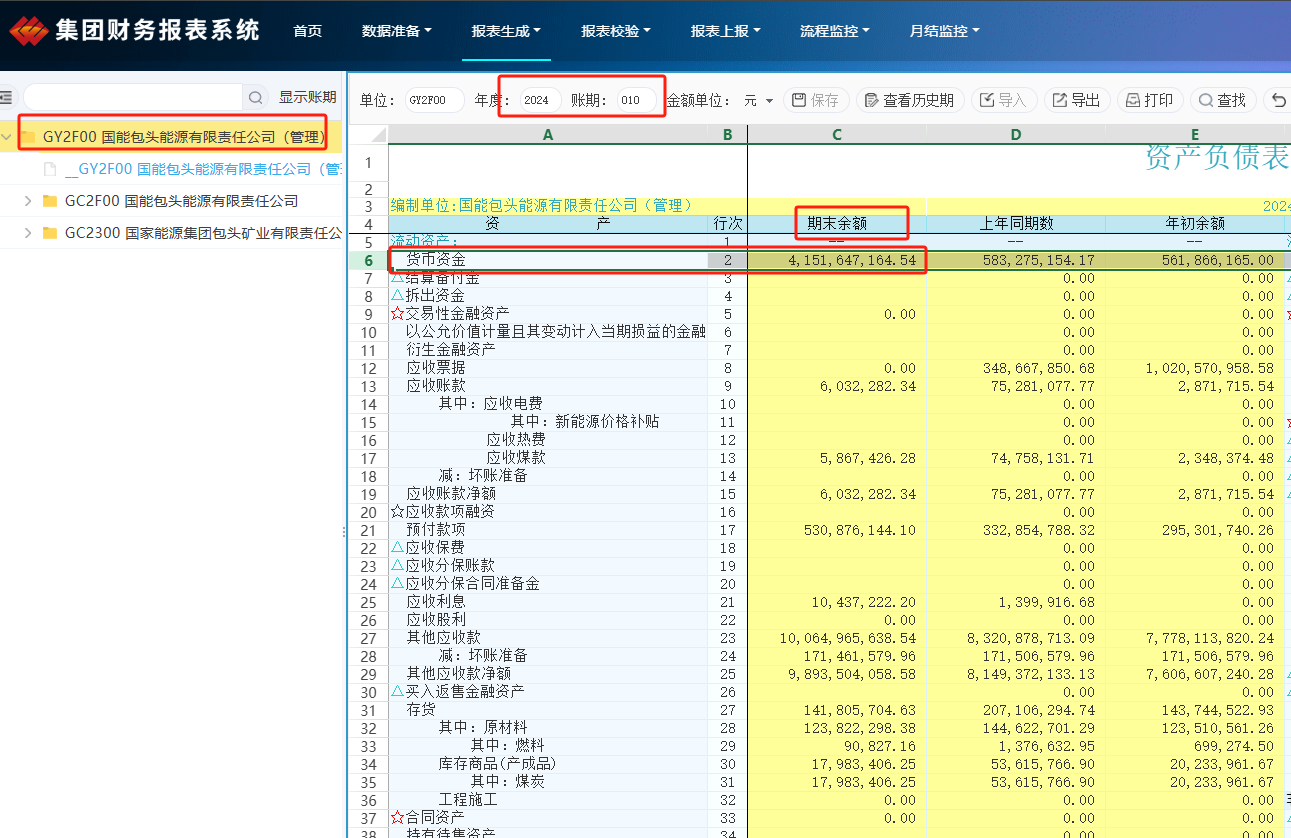 集团财务报表系统 首页 数据准备 报表生成 报表校验 报表上报 流程监控 月结监控
显示账期
单位： GY2F00 年度： 2024 账期： 010 金额单位： 元 保存 查看历史期 导入 导出 打印 查找
GY2F00 国能包头能源有限责任公司（管理）
__GY2F00 国能包头能源有限责任公司（管
GC2F00 国能包头能源有限责任公司
GC2300 国家能源集团包头矿业有限责任公
A B C D E
1 资产负债表
2
3 编制单位:国能包头能源有限责任公司（管理） 2024
4 资 产 行次 期末余额 上年同期数 年初余额
5 流动资产： 1 -- -- --
6 货币资金 2 4,151,647,164.54 583,275,154.17 561,866,165.00
7 △结算备付金 3 0.00 0.00
8 △拆出资金 4 0.00 0.00
9 ☆交易性金融资产 5 0.00 0.00 0.00
10 以公允价值计量且其变动计入当期损益的金融 6 0.00 0.00
11 衍生金融资产 7 0.00 0.00
12 应收票据 8 0.00 348,667,850.68 1,020,570,958.58
13 应收账款 9 6,032,282.34 75,281,077.77 2,871,715.54
14 其中：应收电费 10 0.00 0.00
15 其中：新能源价格补贴 11 0.00 0.00
16 应收热费 12 0.00 0.00
17 应收煤款 13 5,867,426.28 74,758,131.71 2,348,374.48
18 减：坏账准备 14 0.00 0.00
19 应收账款净额 15 6,032,282.34 75,281,077.77 2,871,715.54
20 ☆应收款项融资 16 0.00 0.00
21 预付款项 17 530,876,144.10 332,854,788.32 295,301,740.26
22 △应收保费 18 0.00 0.00
23 △应收分保账款 19 0.00 0.00
24 △应收分保合同准备金 20 0.00 0.00
25 应收利息 21 10,437,222.20 1,399,916.68 0.00
26 应收股利 22 0.00 0.00 0.00
27 其他应收款 23 10,064,965,638.54 8,320,878,713.09 7,778,113,820.24
28 减：坏账准备 24 171,461,579.96 171,506,579.96 171,506,579.96
29 其他应收款净额 25 9,893,504,058.58 8,149,372,133.13 7,606,607,240.28
30 △买入返售金融资产 26 0.00 0.00
31 存货 27 141,805,704.63 207,106,294.74 143,744,522.93
32 其中：原材料 28 123,822,298.38 144,622,701.29 123,510,561.26
33 其中：燃料 29 90,827.16 1,376,632.95 699,274.50
34 库存商品(产成品) 30 17,983,406.25 53,615,766.90 20,233,961.67
35 其中：煤炭 31 17,983,406.25 53,615,766.90 20,233,961.67
36 工程施工 32 0.00 0.00 0.00
37 ☆合同资产 33 0.00 0.00 0.00
38 持有待售资产 34 0.00 0.00